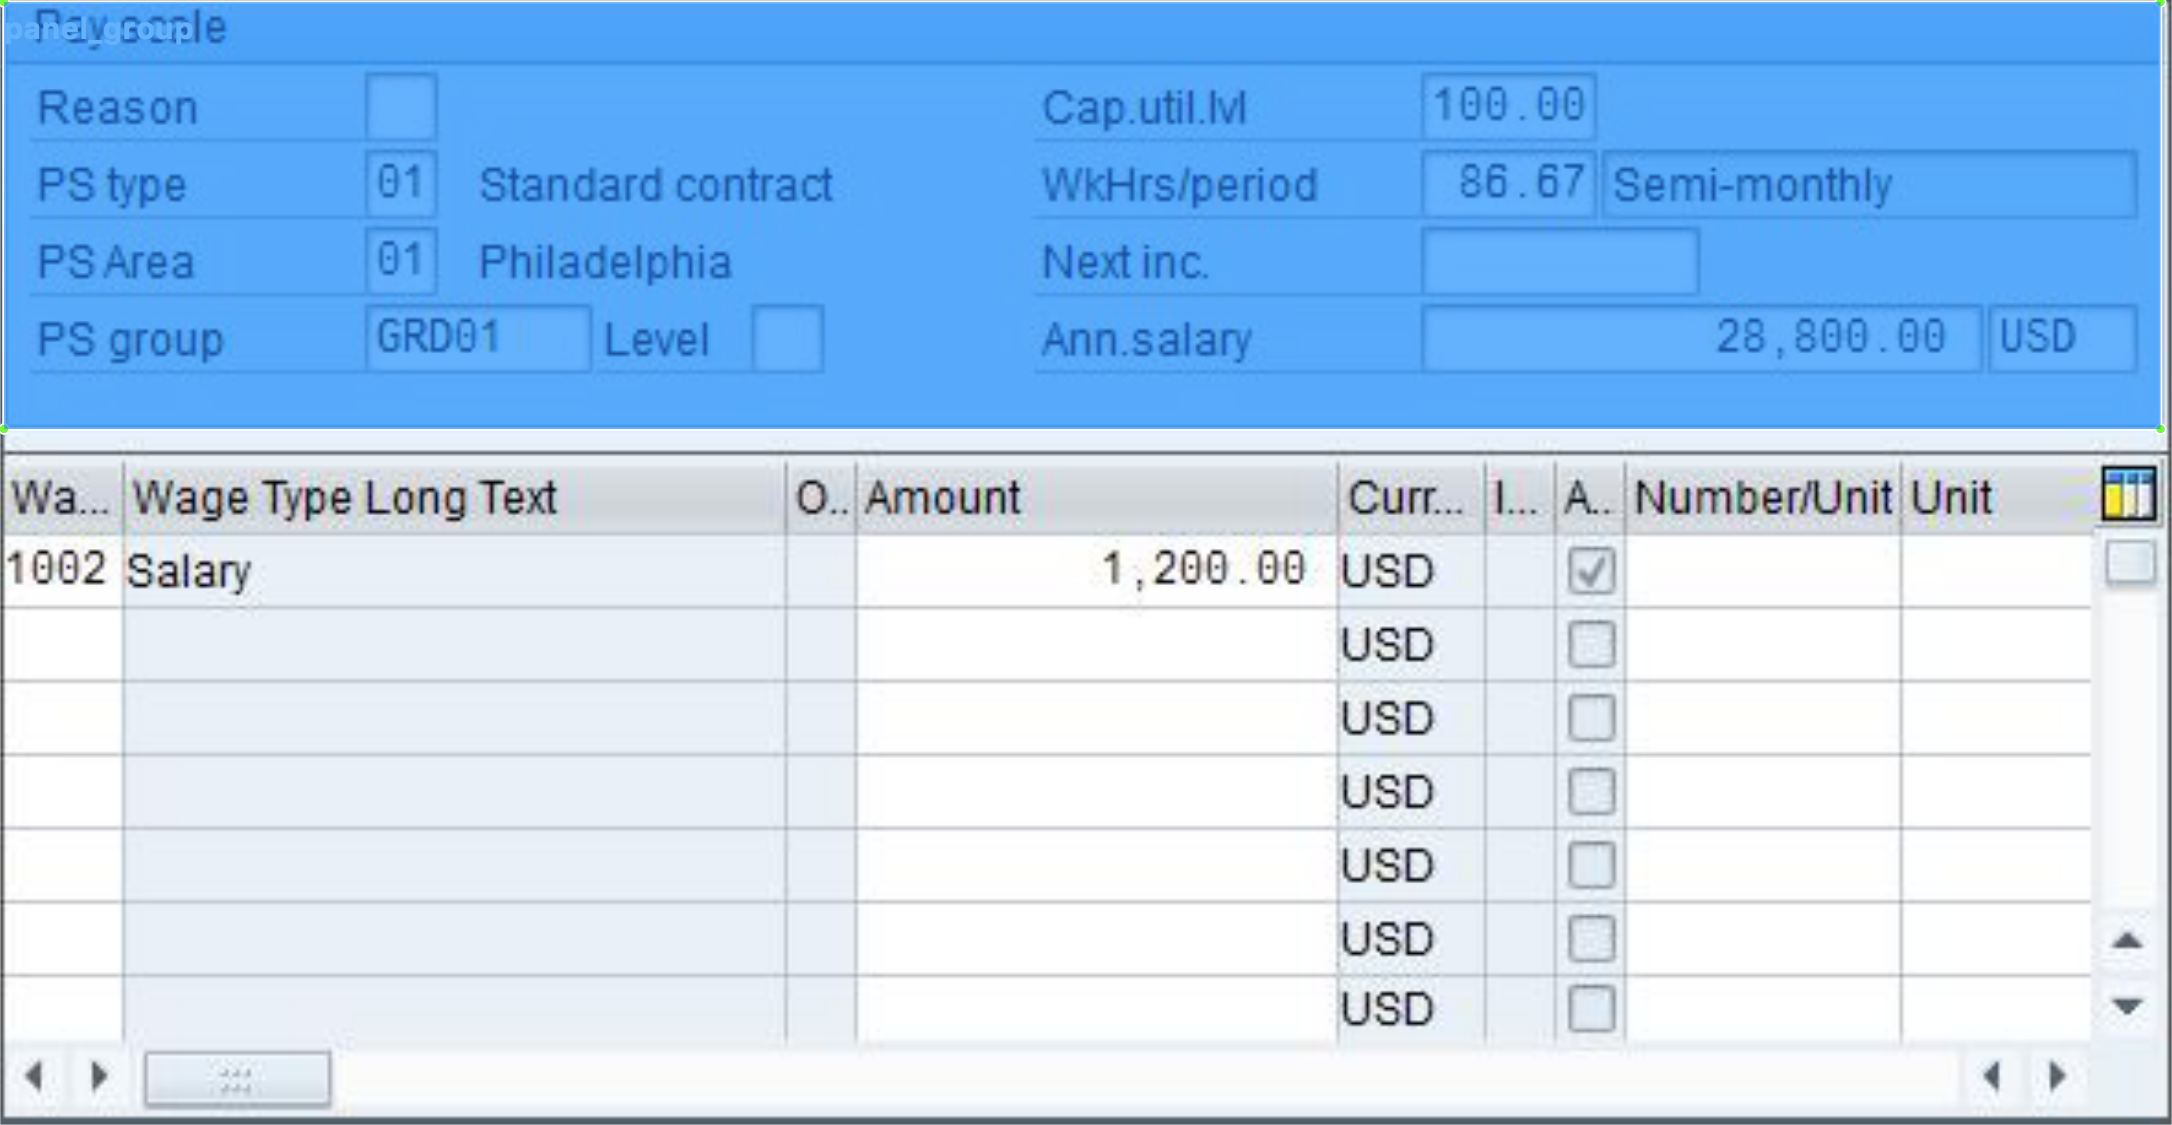 Pay scale
panel_group
Reason Cap.util.lvl 100.00
PS type 01 Standard contract WkHrs/period 86.67 Semi-monthly
PS Area 01 Philadelphia Next inc.
PS group GRD01 Level Ann.salary 28,800.00 USD
Wa... Wage Type Long Text O.. Amount Curr... I... A.. Number/Unit Unit
1002 Salary 1,200.00 USD
USD
USD
USD
USD
USD
USD